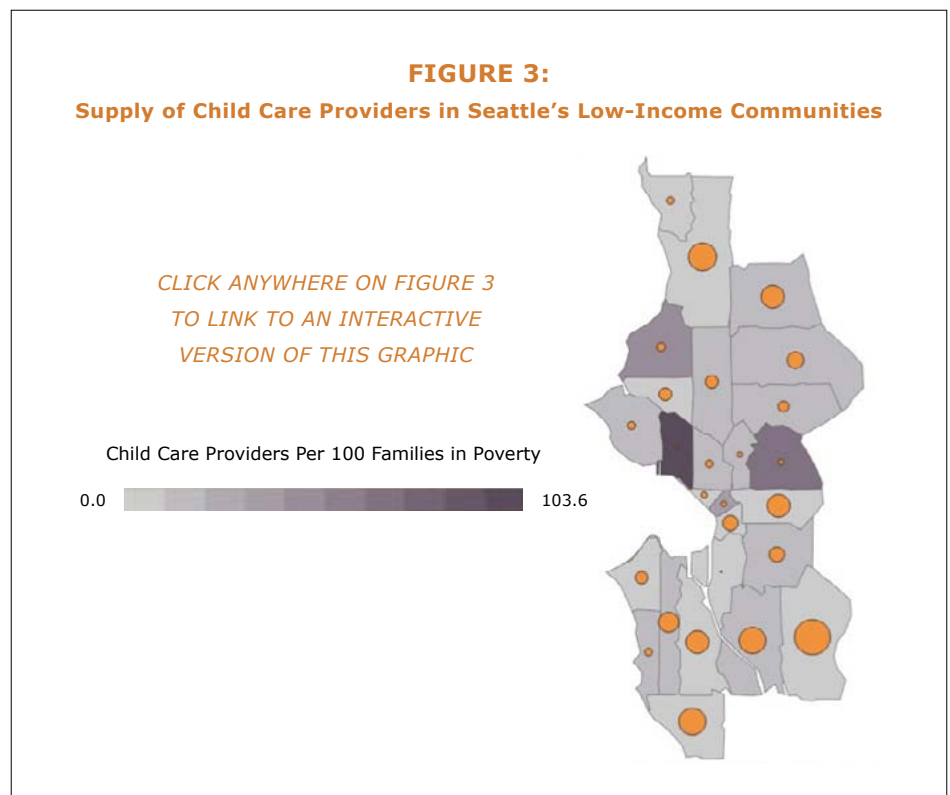 FIGURE 3:
Supply of Child Care Providers in Seattle's Low-Income Communities
CLICK ANYWHERE ON FIGURE 3
TO LINK TO AN INTERACTIVE
VERSION OF THIS GRAPHIC
Child Care Providers Per 100 Families in Poverty
0.0 103.6